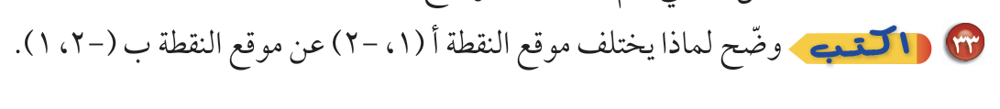 ٣٣ اكتب وضّح لماذا يختلف موقع النقطة أ (١، -٢) عن موقع النقطة ب (-٢، ١).